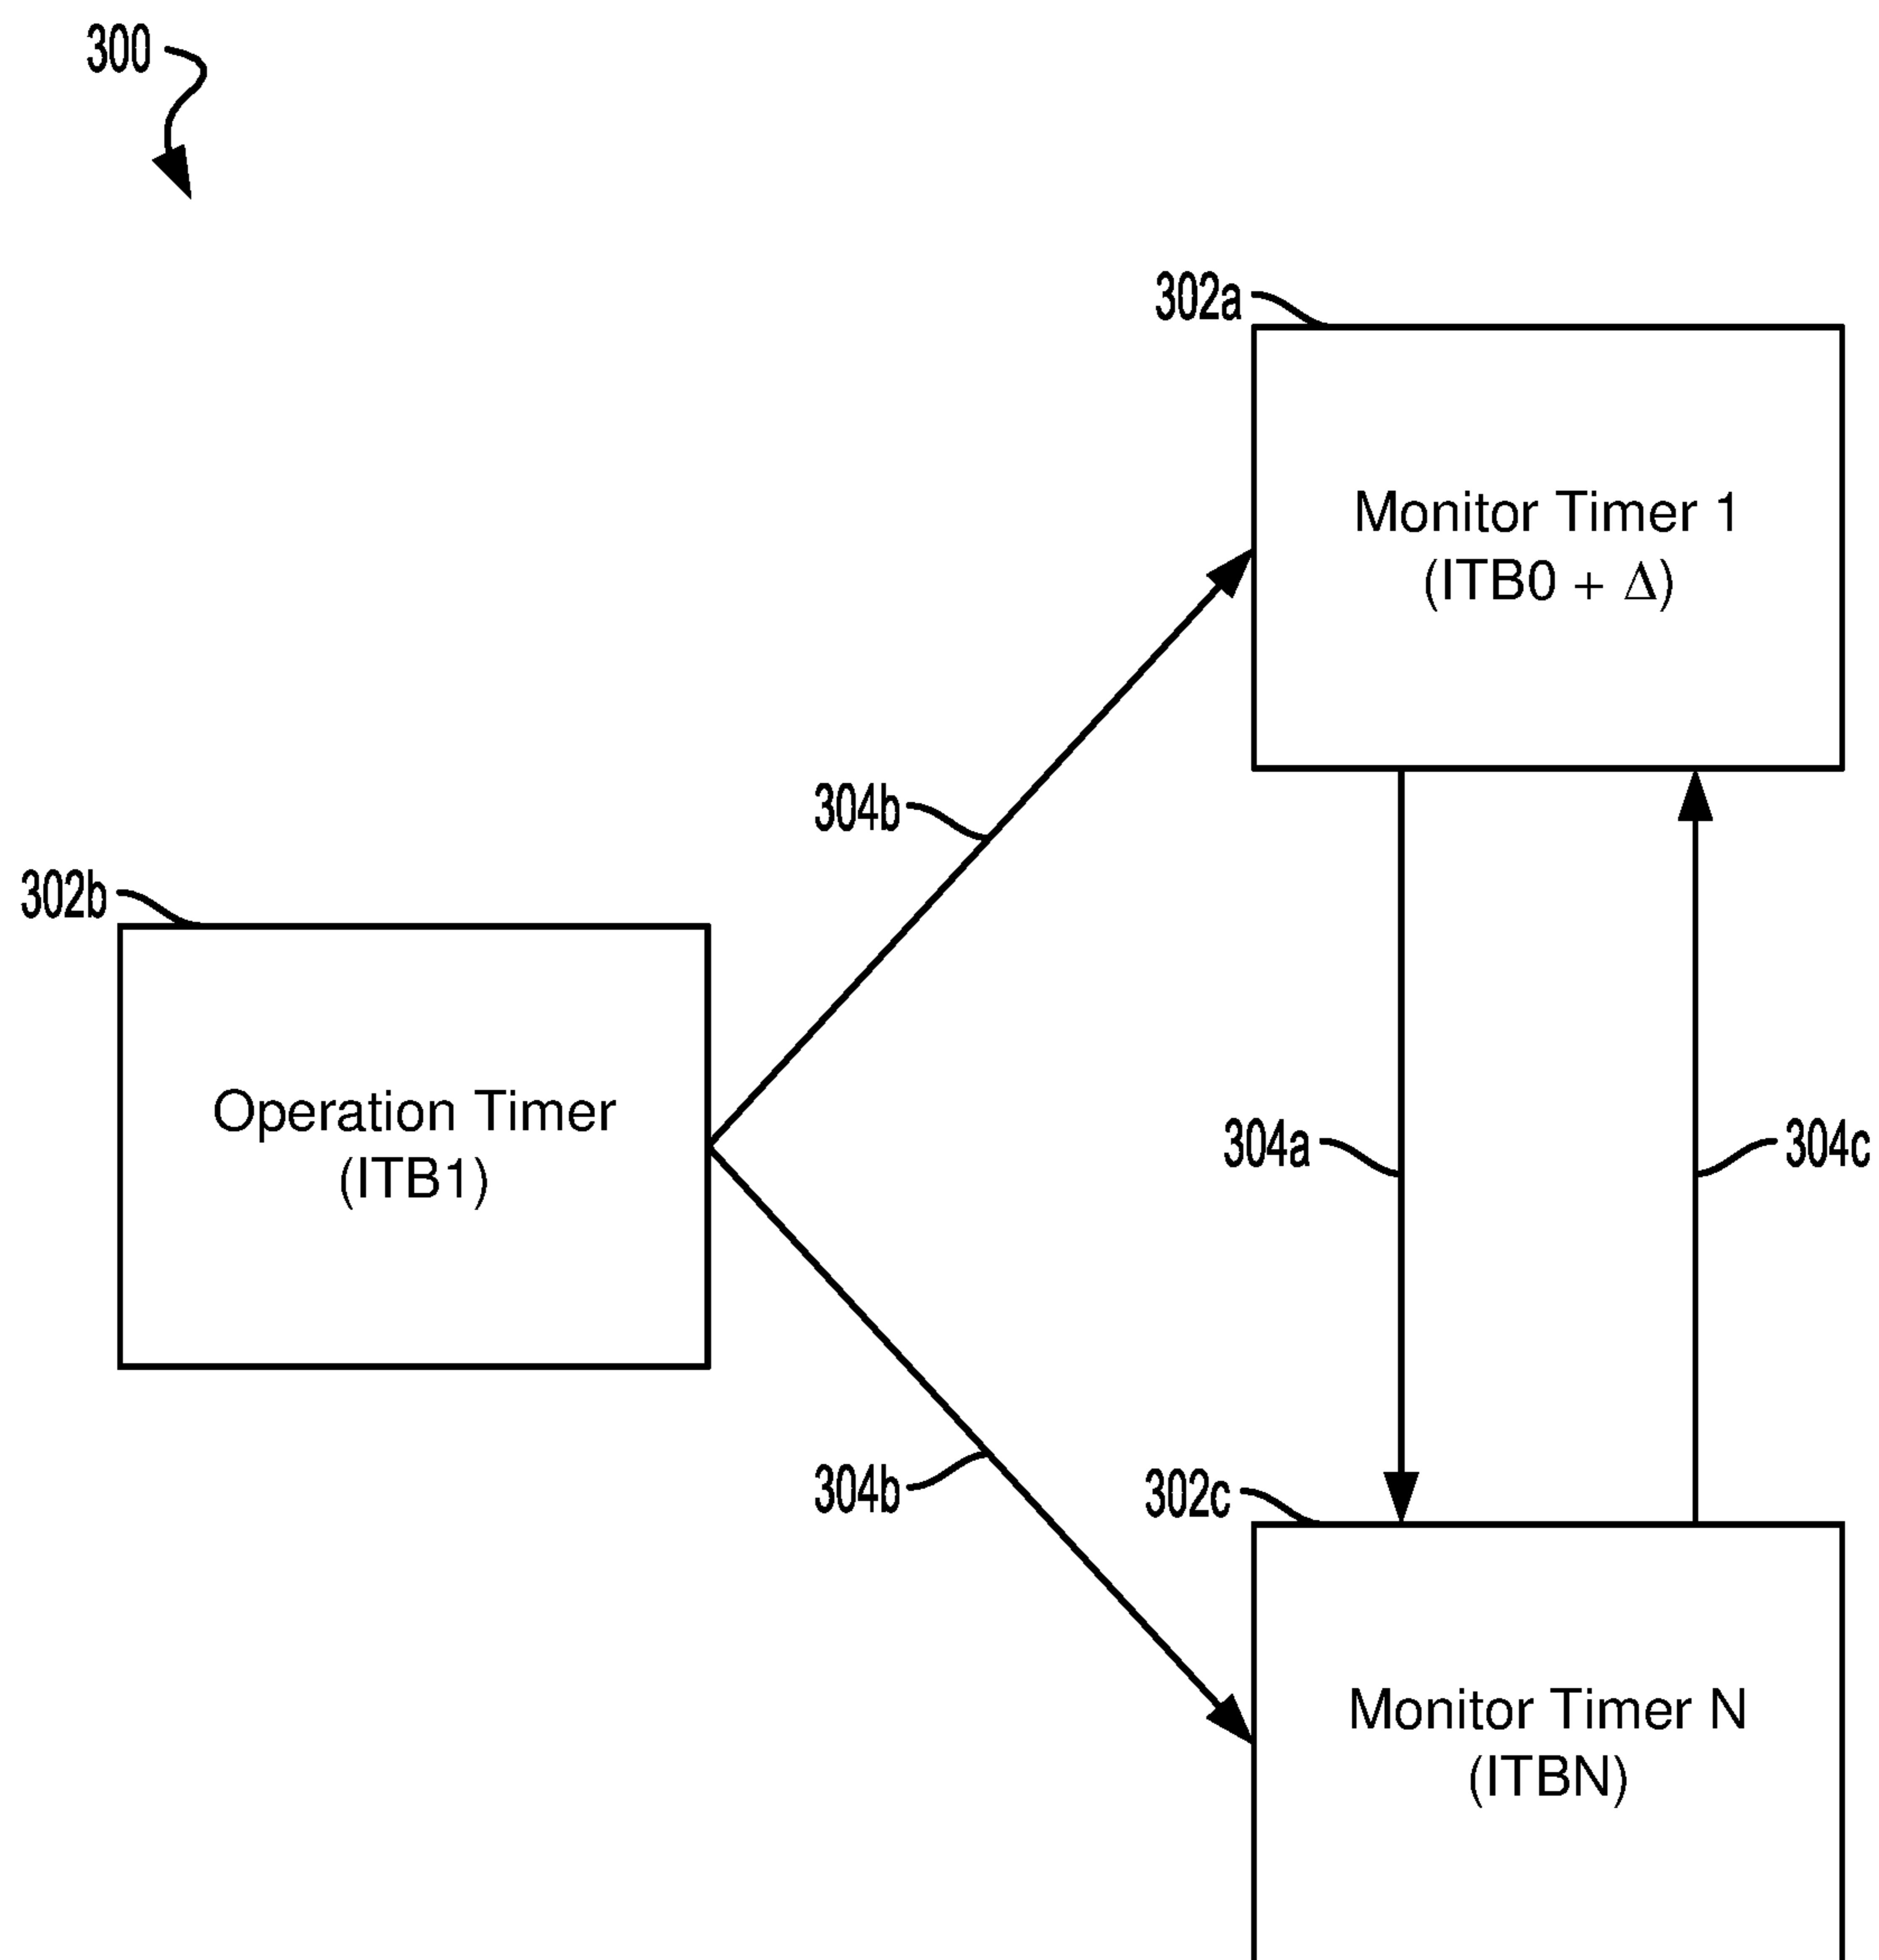 300
302a
Monitor Timer 1
(ITB0 + Δ)
304b
302b
Operation Timer
(ITB1)
304a
304c
304b
302c
Monitor Timer N
(ITBN)